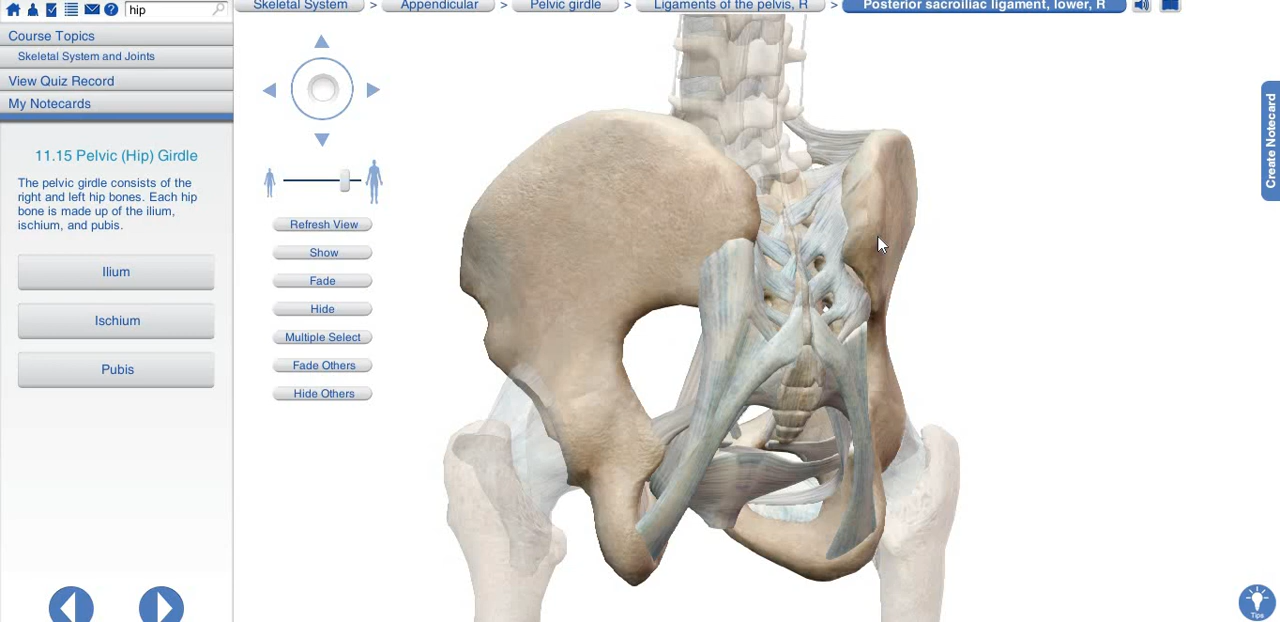 hip
Skeletal System > Appendicular > Pelvic girdle > Ligaments of the pelvis, R > Posterior sacroiliac ligament, lower, R
Course Topics
Skeletal System and Joints
View Quiz Record
My Notecards
11.15 Pelvic (Hip) Girdle
The pelvic girdle consists of the
right and left hip bones. Each hip
bone is made up of the ilium,
ischium, and pubis.
Ilium
Ischium
Pubis
Refresh View
Show
Fade
Hide
Multiple Select
Fade Others
Hide Others
Create Notecard
Tips